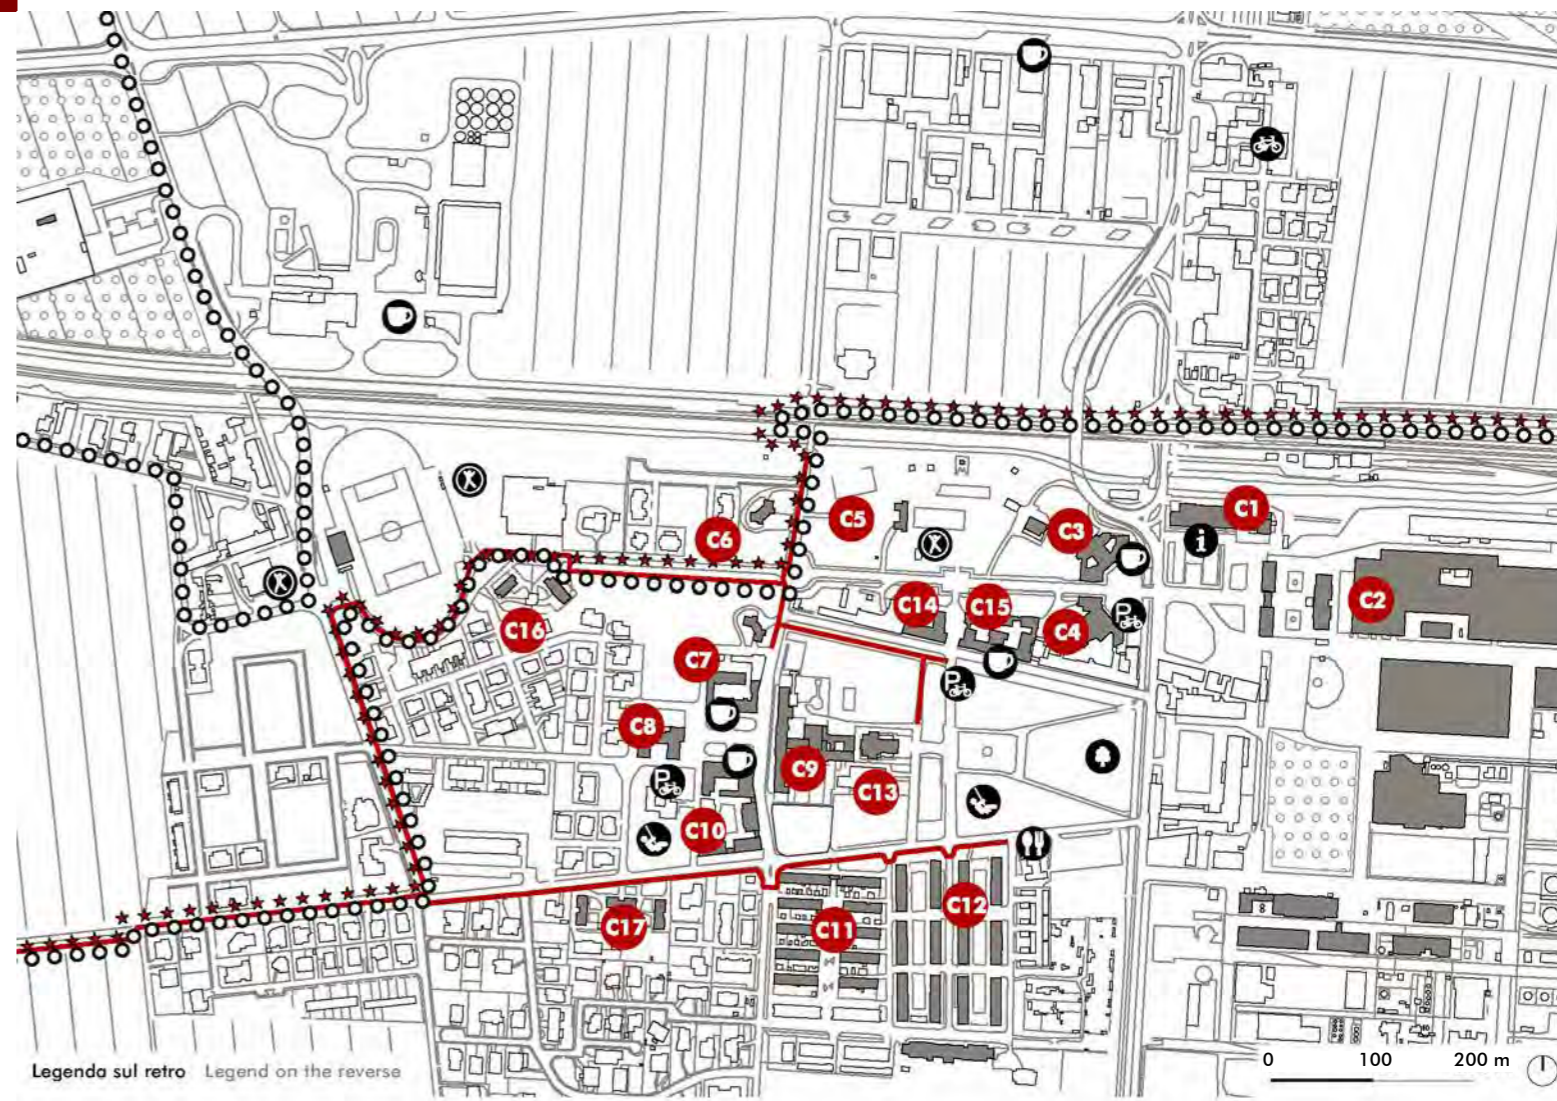 C1
i
C6
C5
C3
C2
C14
C15
C16
C4
P
C7
P
C8
C9
P
C13
C10
C12
C17
C11
Legenda sul retro Legend on the reverse
0 100 200 m